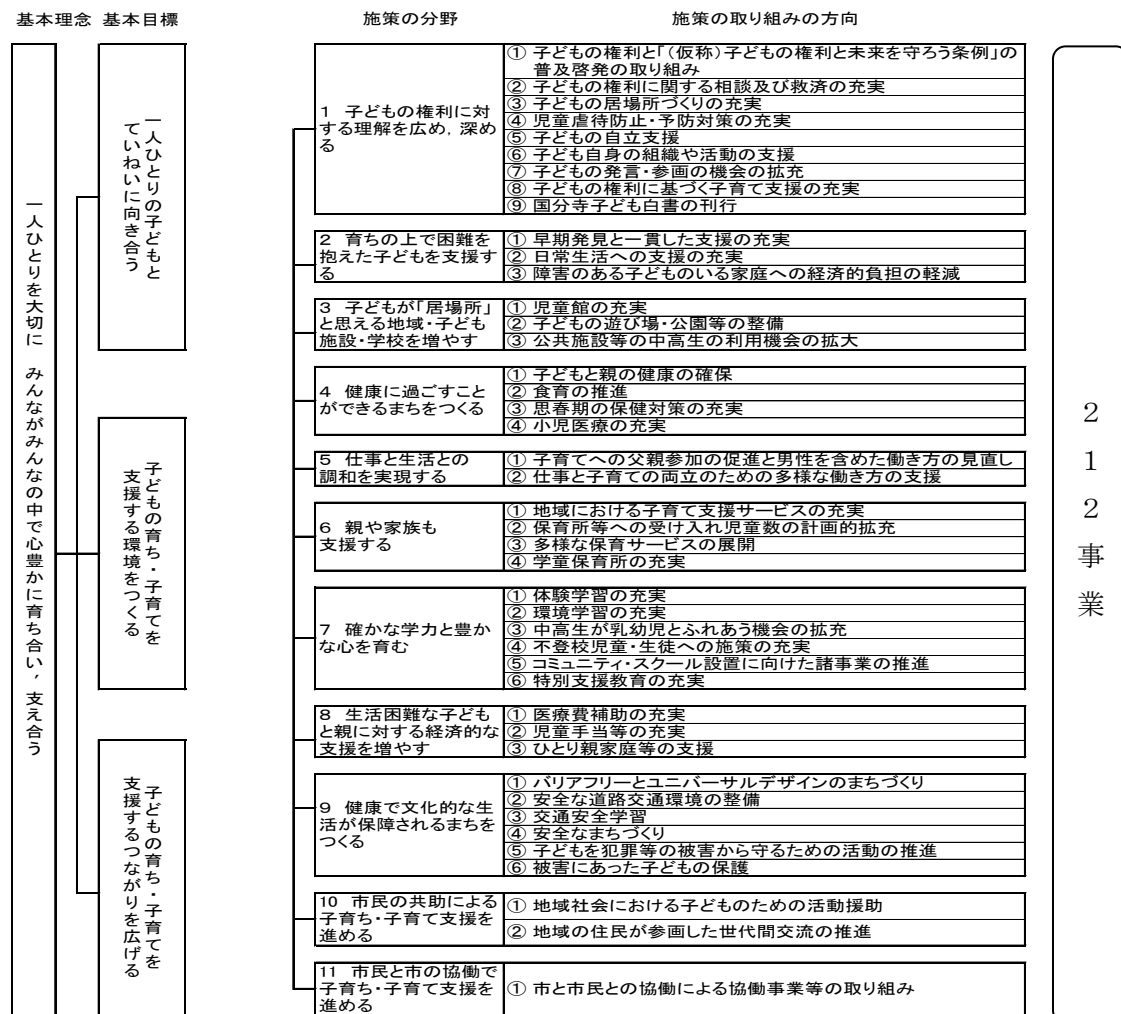 基本理念 基本目標 施策の分野 施策の取り組みの方向
一人ひとりを大切に みんながみんなの中で心豊かに育ち合い，支え合う
一人ひとりの子どもと
ていねいに向き合う
子どもの育ち・子育てを
支援する環境をつくる
子どもの育ち・子育てを
支援するつながりを広げる
1 子どもの権利に対
する理解を広め，深め
る
① 子どもの権利と「（仮称）子どもの権利と未来を守ろう条例」の
普及啓発の取り組み
② 子どもの権利に関する相談及び救済の充実
③ 子どもの居場所づくりの充実
④ 児童虐待防止・予防対策の充実
⑤ 子どもの自立支援
⑥ 子ども自身の組織や活動の支援
⑦ 子どもの発言・参画の機会の拡充
⑧ 子どもの権利に基づく子育て支援の充実
⑨ 国分寺子ども白書の刊行
2 育ちの上で困難を
抱えた子どもを支援す
る
① 早期発見と一貫した支援の充実
② 日常生活への支援の充実
③ 障害のある子どものいる家庭への経済的負担の軽減
3 子どもが「居場所」
と思える地域・子ども
施設・学校を増やす
① 児童館の充実
② 子どもの遊び場・公園等の整備
③ 公共施設等の中高生の利用機会の拡大
4 健康に過ごすこと
ができるまちをつくる
① 子どもと親の健康の確保
② 食育の推進
③ 思春期の保健対策の充実
④ 小児医療の充実
5 仕事と生活との
調和を実現する
① 子育てへの父親参加の促進と男性を含めた働き方の見直し
② 仕事と子育ての両立のための多様な働き方の支援
6 親や家族も
支援する
① 地域における子育て支援サービスの充実
② 保育所等への受け入れ児童数の計画的拡充
③ 多様な保育サービスの展開
④ 学童保育所の充実
7 確かな学力と豊か
な心を育む
① 体験学習の充実
② 環境学習の充実
③ 中高生が乳幼児とふれあう機会の拡充
④ 不登校児童・生徒への施策の充実
⑤ コミュニティ・スクール設置に向けた諸事業の推進
⑥ 特別支援教育の充実
8 生活困難な子ども
と親に対する経済的な
支援を増やす
① 医療費補助の充実
② 児童手当等の充実
③ ひとり親家庭等の支援
9 健康で文化的な生
活が保障されるまちを
つくる
① バリアフリーとユニバーサルデザインのまちづくり
② 安全な道路交通環境の整備
③ 交通安全学習
④ 安全なまちづくり
⑤ 子どもを犯罪等の被害から守るための活動の推進
⑥ 被害にあった子どもの保護
10 市民の共助による
子育ち・子育て支援を
進める
① 地域社会における子どものための活動援助
② 地域の住民が参画した世代間交流の推進
11 市民と市の協働で
子育ち・子育て支援を
進める
① 市と市民との協働による協働事業等の取り組み
212事業